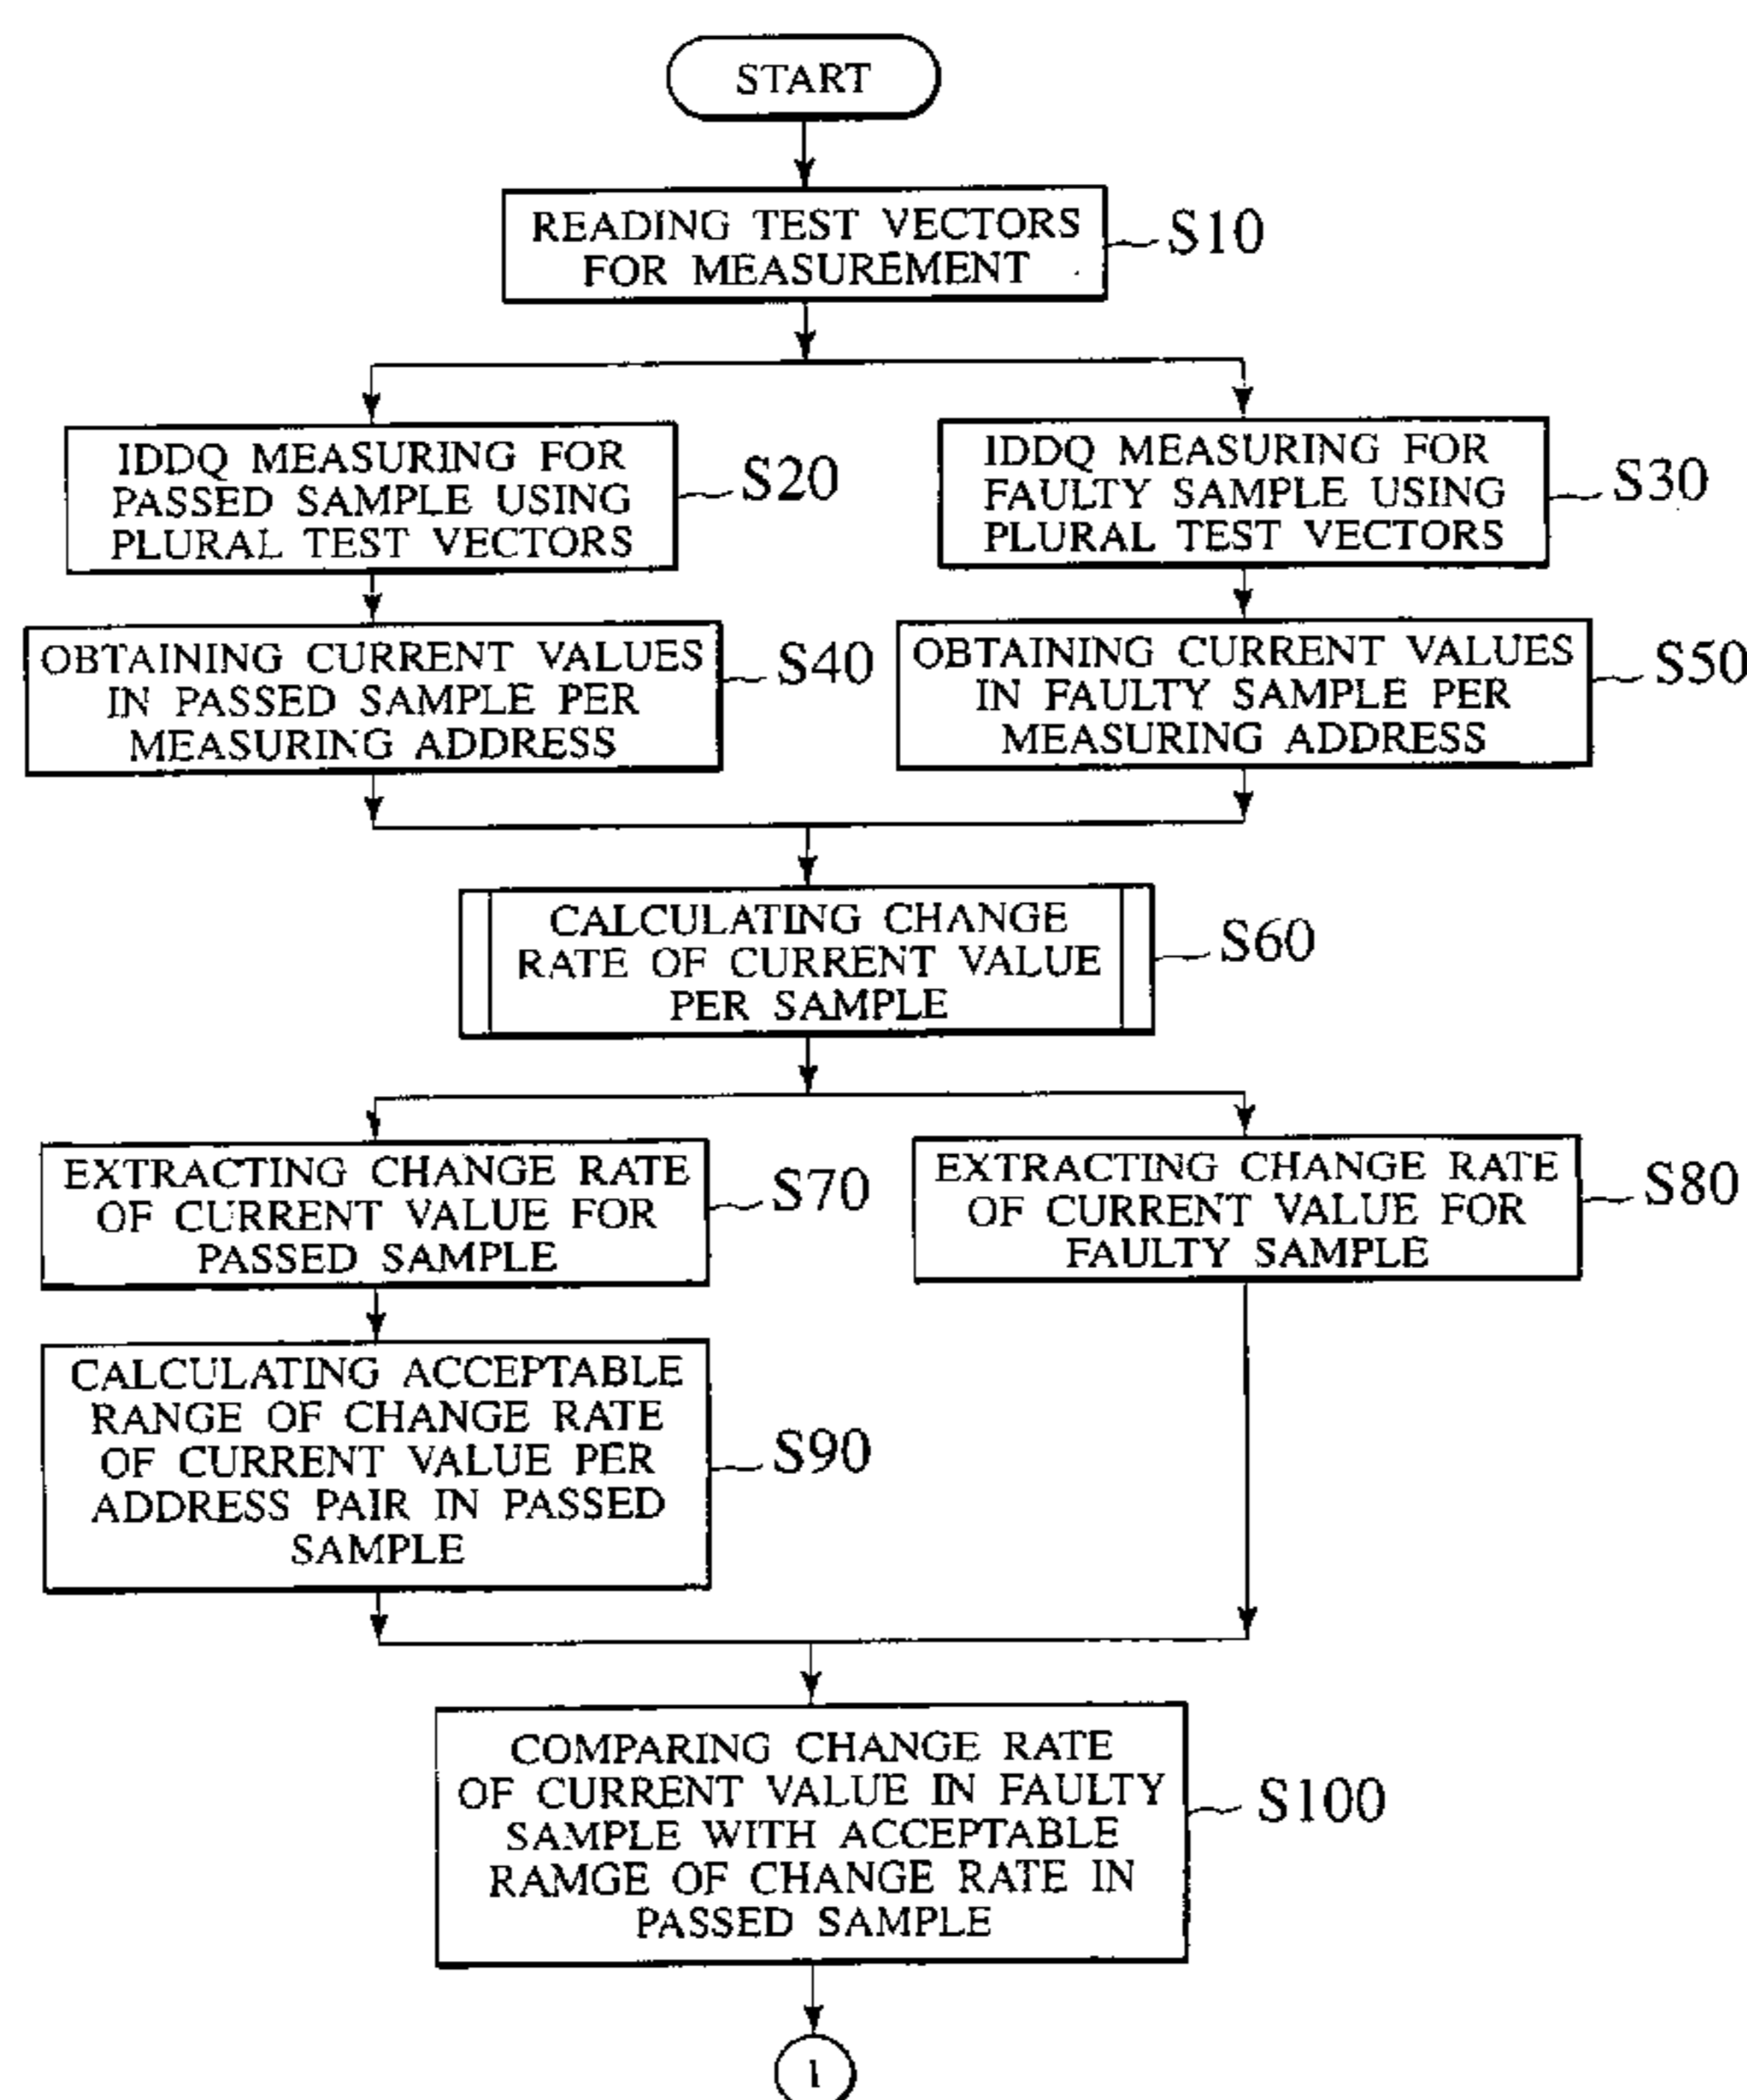 START
READING TEST VECTORS
FOR MEASUREMENT
S10
IDDQ MEASURING FOR
PASSED SAMPLE USING
PLURAL TEST VECTORS
S20
IDDQ MEASURING FOR
FAULTY SAMPLE USING
PLURAL TEST VECTORS
S30
OBTAINING CURRENT VALUES
IN PASSED SAMPLE PER
MEASURING ADDRESS
S40
OBTAINING CURRENT VALUES
IN FAULTY SAMPLE PER
MEASURING ADDRESS
S50
CALCULATING CHANGE
RATE OF CURRENT VALUE
PER SAMPLE
S60
EXTRACTING CHANGE RATE
OF CURRENT VALUE FOR
PASSED SAMPLE
S70
EXTRACTING CHANGE RATE
OF CURRENT VALUE FOR
FAULTY SAMPLE
S80
CALCULATING ACCEPTABLE
RANGE OF CHANGE RATE
OF CURRENT VALUE PER
ADDRESS PAIR IN PASSED
SAMPLE
S90
COMPARING CHANGE RATE
OF CURRENT VALUE IN FAULTY
SAMPLE WITH ACCEPTABLE
RAMGE OF CHANGE RATE IN
PASSED SAMPLE
S100
1